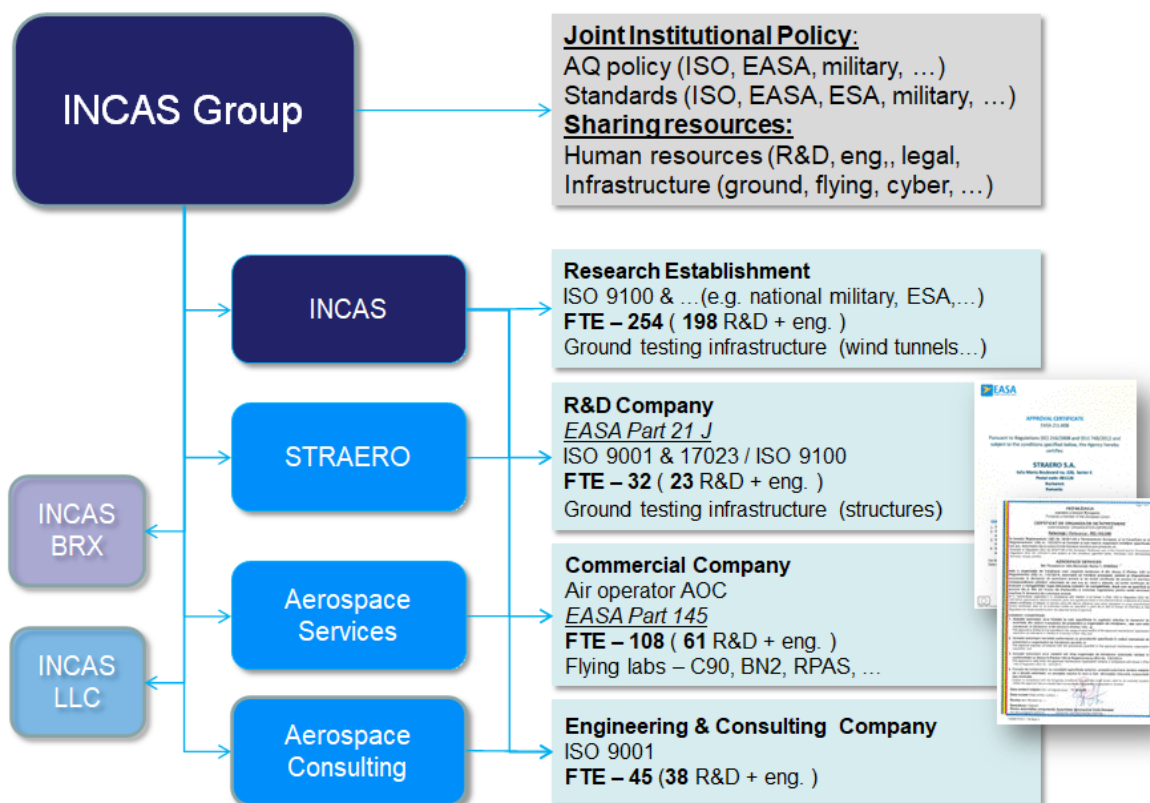 INCAS Group
Joint Institutional Policy:
AQ policy (ISO, EASA, military, …)
Standards (ISO, EASA, ESA, military, …)
Sharing resources:
Human resources (R&D, eng,, legal,
Infrastructure (ground, flying, cyber, …)
INCAS
Research Establishment
ISO 9100 & …(e.g. national military, ESA,…)
FTE – 254 ( 198 R&D + eng. )
Ground testing infrastructure (wind tunnels…)
STRAERO
R&D Company
EASA Part 21 J
ISO 9001 & 17023 / ISO 9100
FTE – 32 ( 23 R&D + eng. )
Ground testing infrastructure (structures)
EASA
APPROVAL CERTIFICATE
STRAERO S.A.
INCAS
BRX
Aerospace
Services
Commercial Company
Air operator AOC
EASA Part 145
FTE – 108 ( 61 R&D + eng. )
Flying labs – C90, BN2, RPAS, …
AEROSPACE SERVICES
INCAS
LLC
Aerospace
Consulting
Engineering & Consulting Company
ISO 9001
FTE – 45 (38 R&D + eng. )